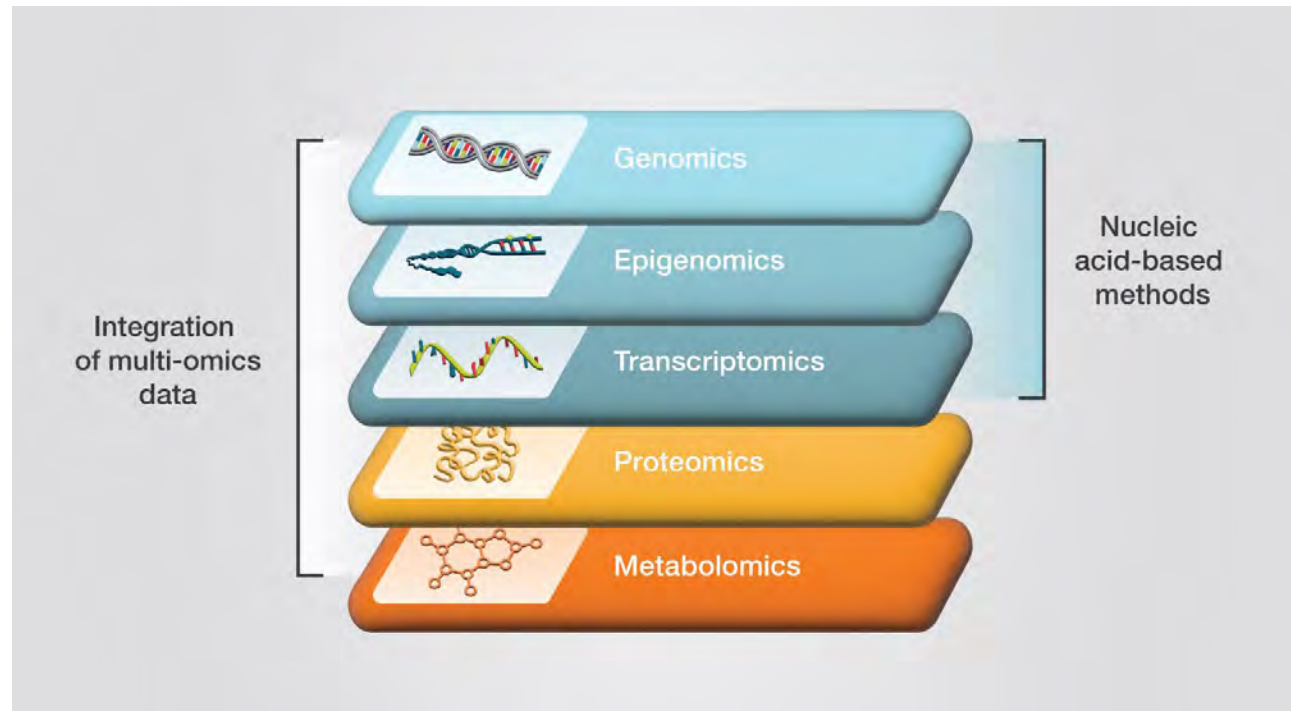 Genomics
Epigenomics
Transcriptomics
Proteomics
Metabolomics
Integration
of multi-omics
data
Nucleic
acid-based
methods